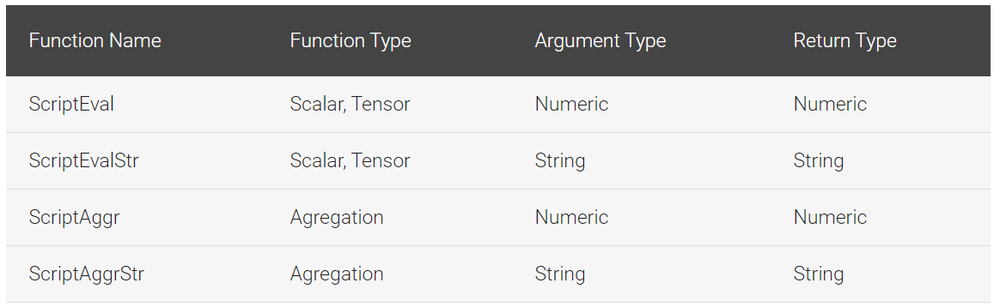 Function Name Function Type Argument Type Return Type
ScriptEval Scalar, Tensor Numeric Numeric
ScriptEvalStr Scalar, Tensor String String
ScriptAggr Agregation Numeric Numeric
ScriptAggrStr Agregation String String